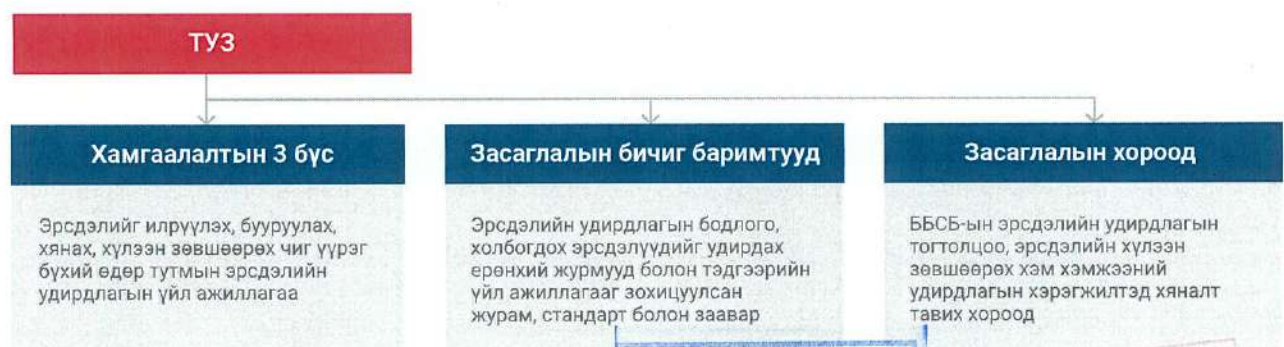 ТУЗ
Хамгаалалтын 3 бүс
Эрсдэлийг илрүүлэх, бууруулах,
хянах, хүлээн зөвшөөрөх чиг үүрэг
бүхий өдөр тутмын эрсдэлийн
удирдлагын үйл ажиллагаа
Засаглалын бичиг баримтууд
Эрсдэлийн удирдлагын бодлого,
холбогдох эрсдэлүүдийг удирдах
ерөнхий журмууд болон тэдгээрийн
үйл ажиллагааг зохицуулсан
журам, стандарт болон заавар
Засаглалын хороод
ББСБ-ын эрсдэлийн удирдлагын
тогтолцоо, эрсдэлийн хүлээн
зөвшөөрөх хэм хэмжээний
удирдлагын хэрэгжилтэд хяналт
тавих хороод